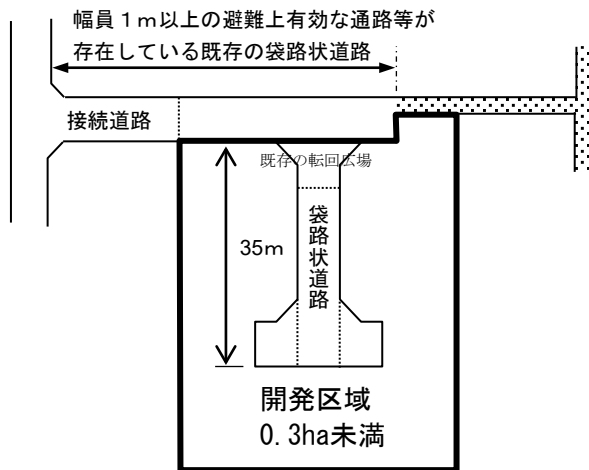 幅員１ｍ以上の避難上有効な通路等が
存在している既存の袋路状道路
接続道路
既存の転回広場
35ｍ
袋路状道路
開発区域
0.3ha未満